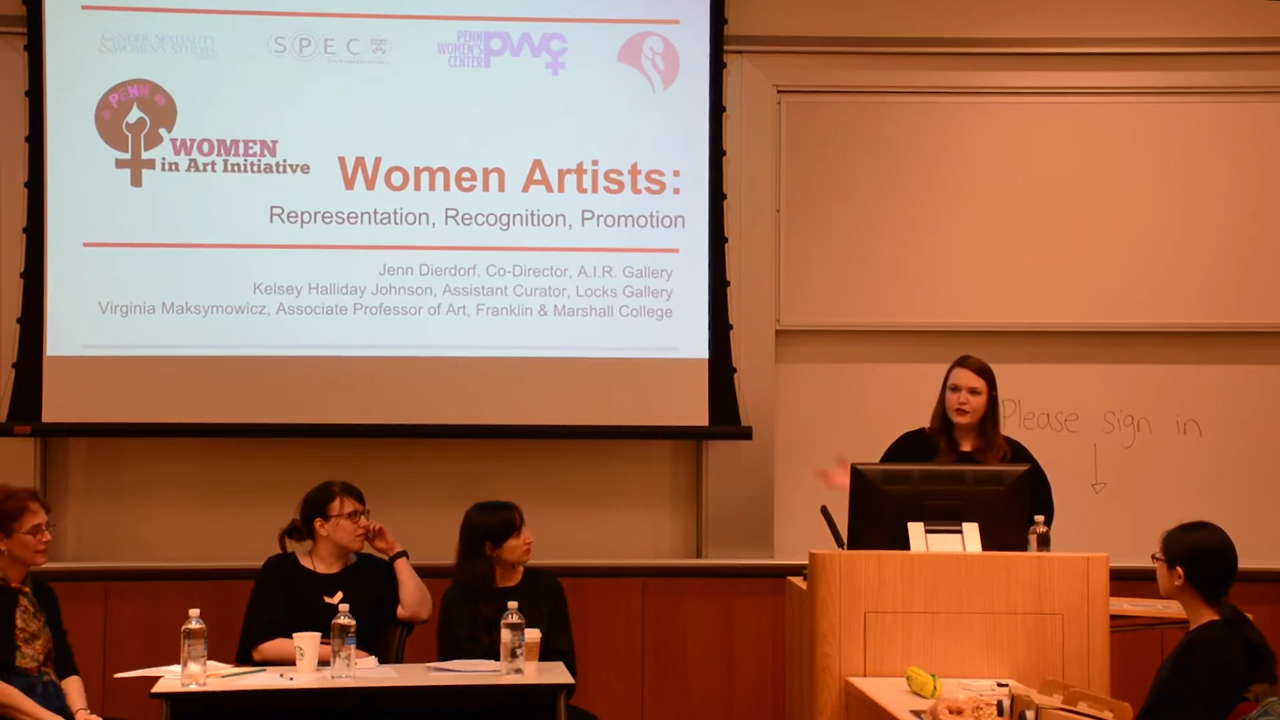 GENDER, SEXUALITY
& WOMEN'S STUDIES
SPEC
PENN
WOMEN'S
CENTER
pwc
PENN
WOMEN
in Art Initiative
Women Artists:
Representation, Recognition, Promotion
Jenn Dierdorf, Co-Director, A.I.R. Gallery
Kelsey Halliday Johnson, Assistant Curator, Locks Gallery
Virginia Maksymowicz, Associate Professor of Art, Franklin & Marshall College
Please sign in